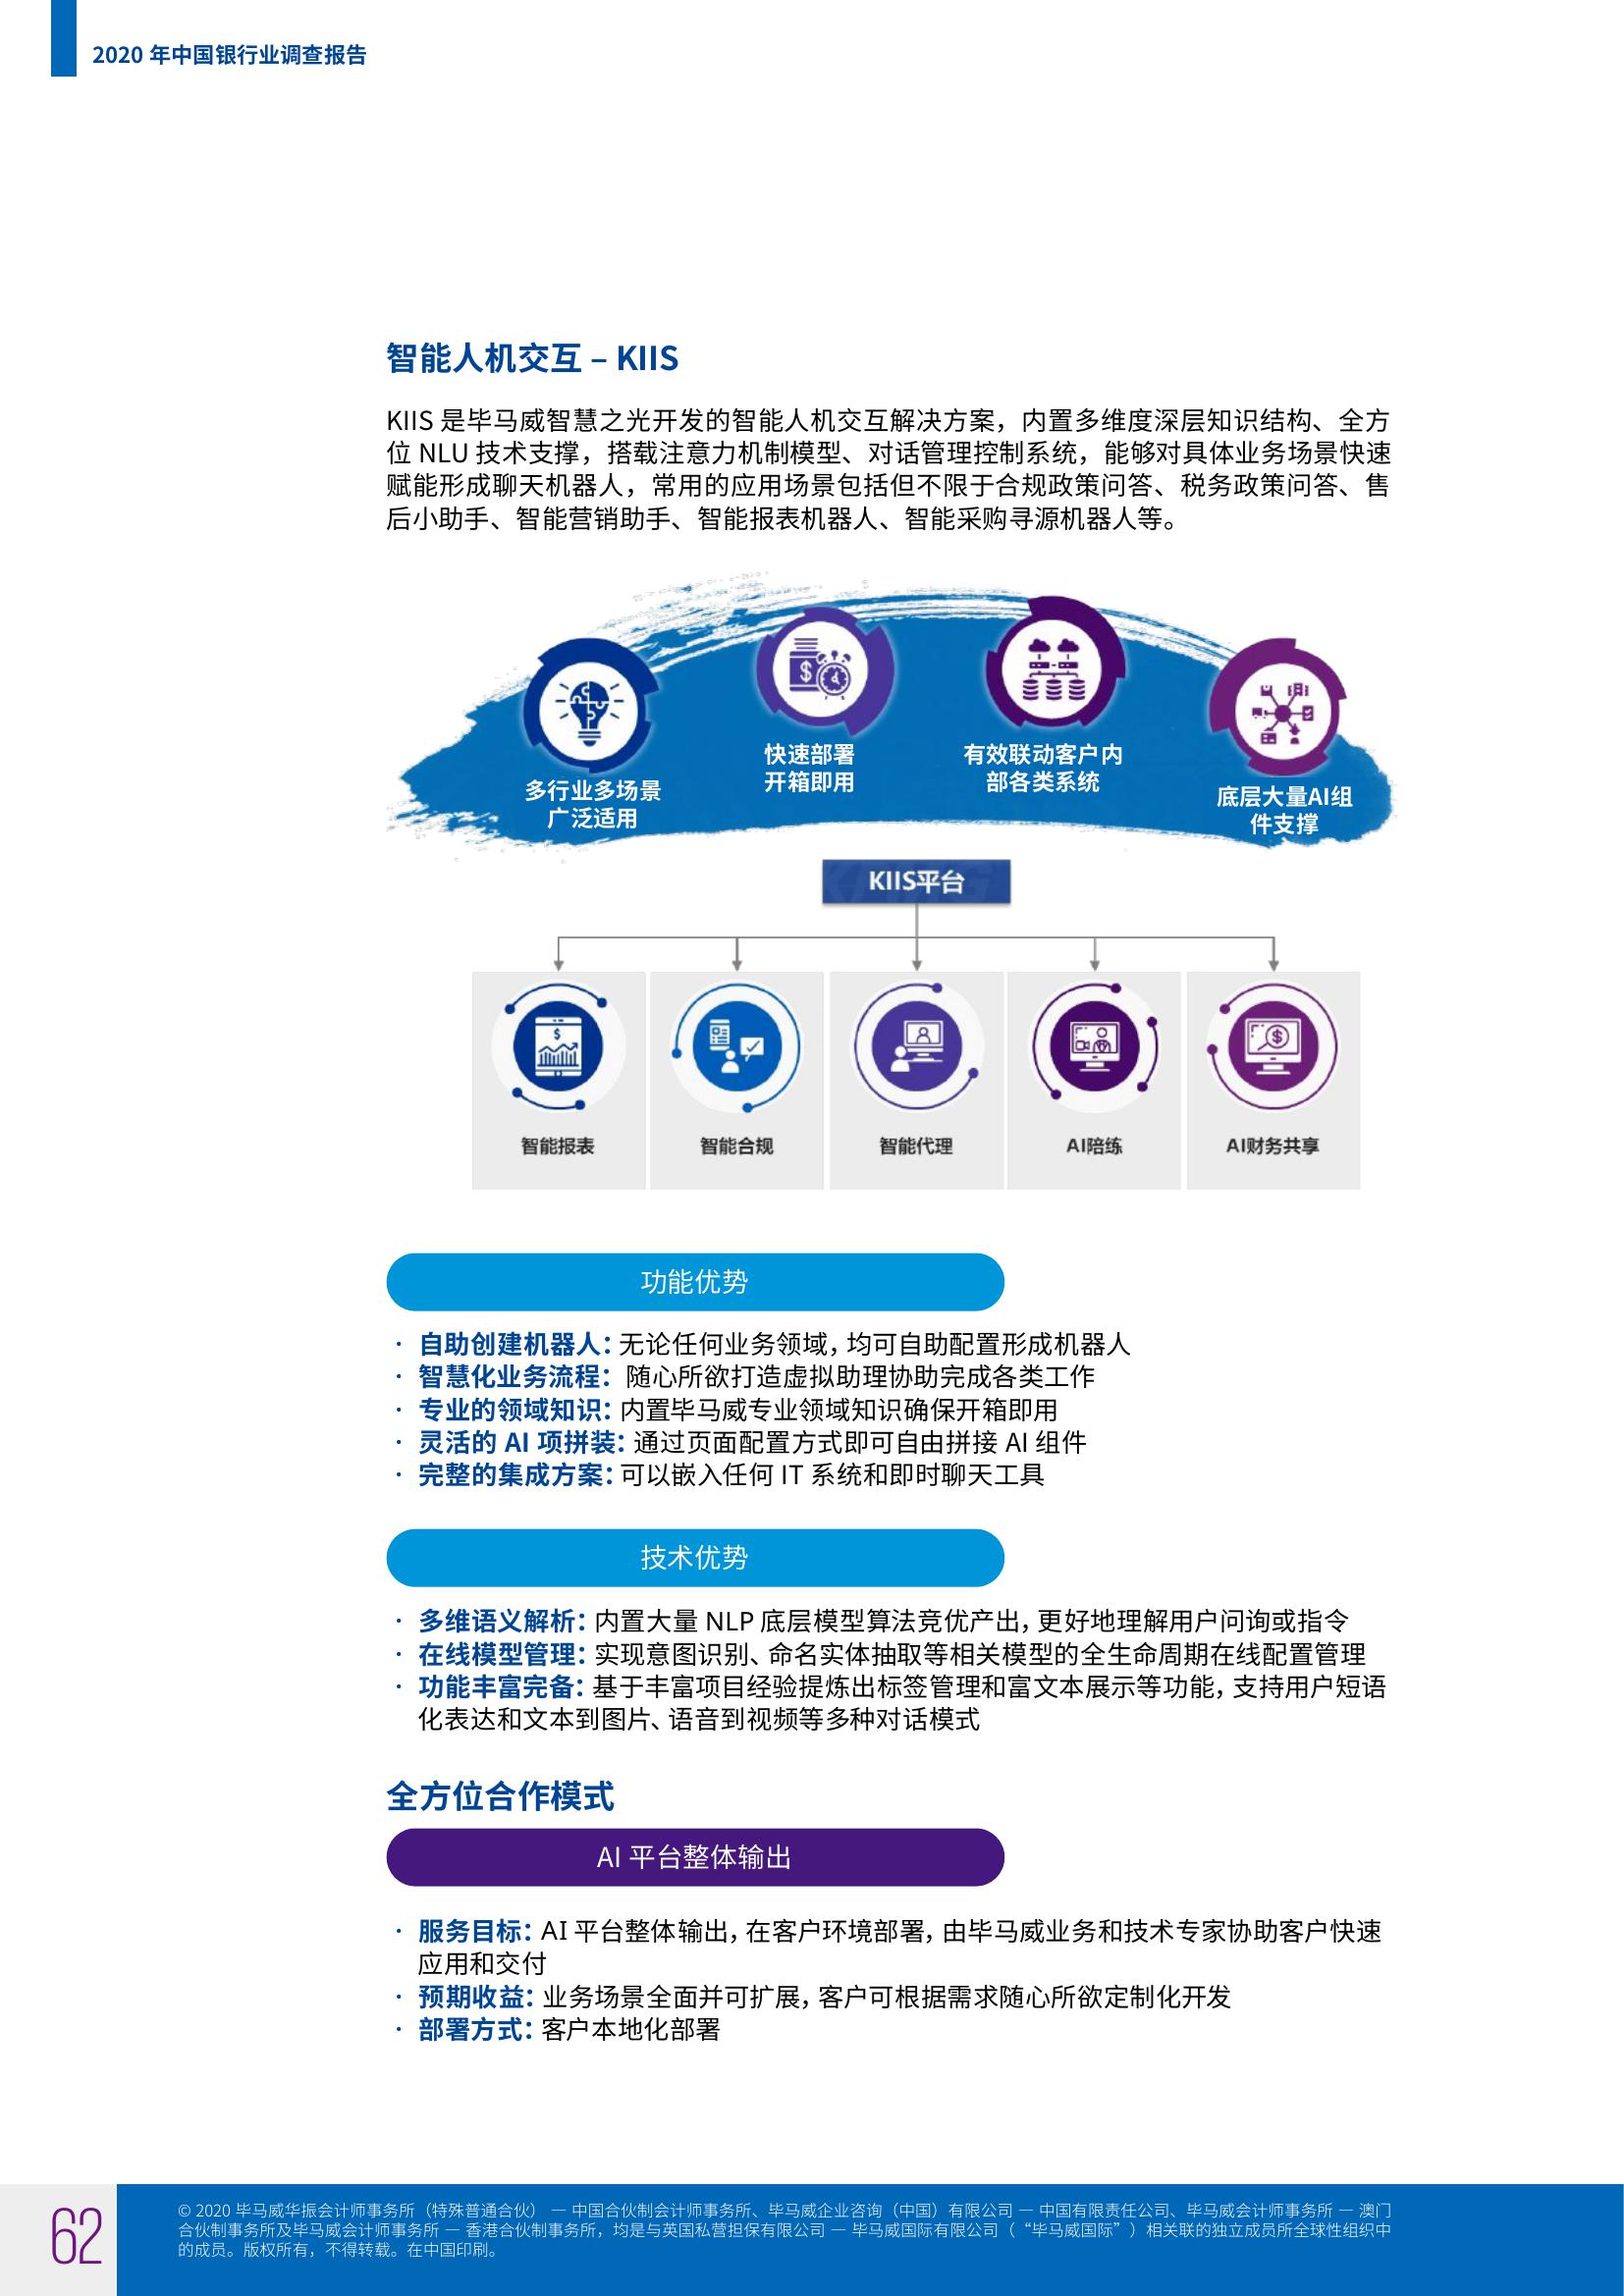 2020 年中国银行业调查报告
智能人机交互 – KIIS
KIIS 是毕马威智慧之光开发的智能人机交互解决方案，内置多维度深层知识结构、全方
位 NLU 技术支撑，搭载注意力机制模型、对话管理控制系统，能够对具体业务场景快速
赋能形成聊天机器人，常用的应用场景包括但不限于合规政策问答、税务政策问答、售
后小助手、智能营销助手、智能报表机器人、智能采购寻源机器人等。
多行业多场景
广泛适用
快速部署
开箱即用
有效联动客户内
部各类系统
底层大量AI组
件支撑
KIIS平台
智能报表
智能合规
智能代理
AI陪练
AI财务共享
功能优势
· 自助创建机器人：无论任何业务领域，均可自助配置形成机器人
· 智慧化业务流程：随心所欲打造虚拟助理协助完成各类工作
· 专业的领域知识：内置毕马威专业领域知识确保开箱即用
· 灵活的 AI 项拼装：通过页面配置方式即可自由拼接 AI 组件
· 完整的集成方案：可以嵌入任何 IT 系统和即时聊天工具
技术优势
· 多维语义解析：内置大量 NLP 底层模型算法竞优产出，更好地理解用户问询或指令
· 在线模型管理：实现意图识别、命名实体抽取等相关模型的全生命周期在线配置管理
· 功能丰富完备：基于丰富项目经验提炼出标签管理和富文本展示等功能，支持用户短语
化表达和文本到图片、语音到视频等多种对话模式
全方位合作模式
AI 平台整体输出
· 服务目标：AI 平台整体输出，在客户环境部署，由毕马威业务和技术专家协助客户快速
应用和交付
· 预期收益：业务场景全面并可扩展，客户可根据需求随心所欲定制化开发
· 部署方式：客户本地化部署
62
© 2020 毕马威华振会计师事务所（特殊普通合伙） — 中国合伙制会计师事务所、毕马威企业咨询（中国）有限公司 — 中国有限责任公司、毕马威会计师事务所 — 澳门
合伙制事务所及毕马威会计师事务所 — 香港合伙制事务所，均是与英国私营担保有限公司 — 毕马威国际有限公司（“毕马威国际”）相关联的独立成员所全球性组织中
的成员。版权所有，不得转载。在中国印刷。